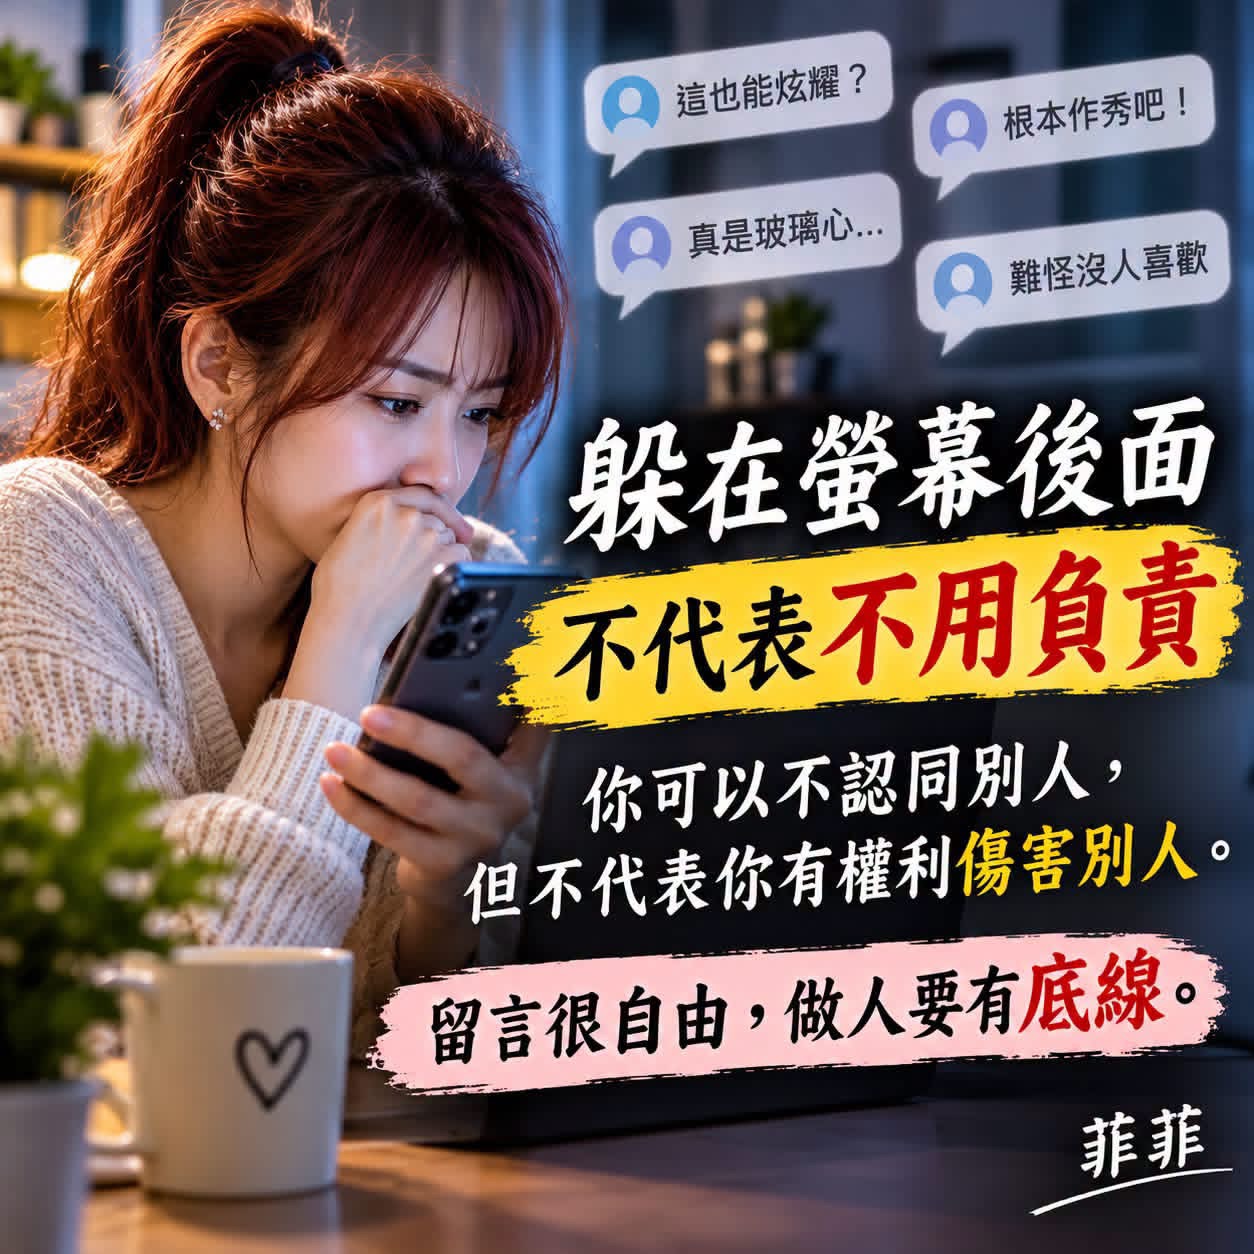 這也能炫耀？
根本作秀吧！
真是玻璃心...
難怪沒人喜歡
躲在螢幕後面
不代表不用負責
你可以不認同別人，
但不代表你有權利傷害別人。
留言很自由，做人要有底線。
菲菲